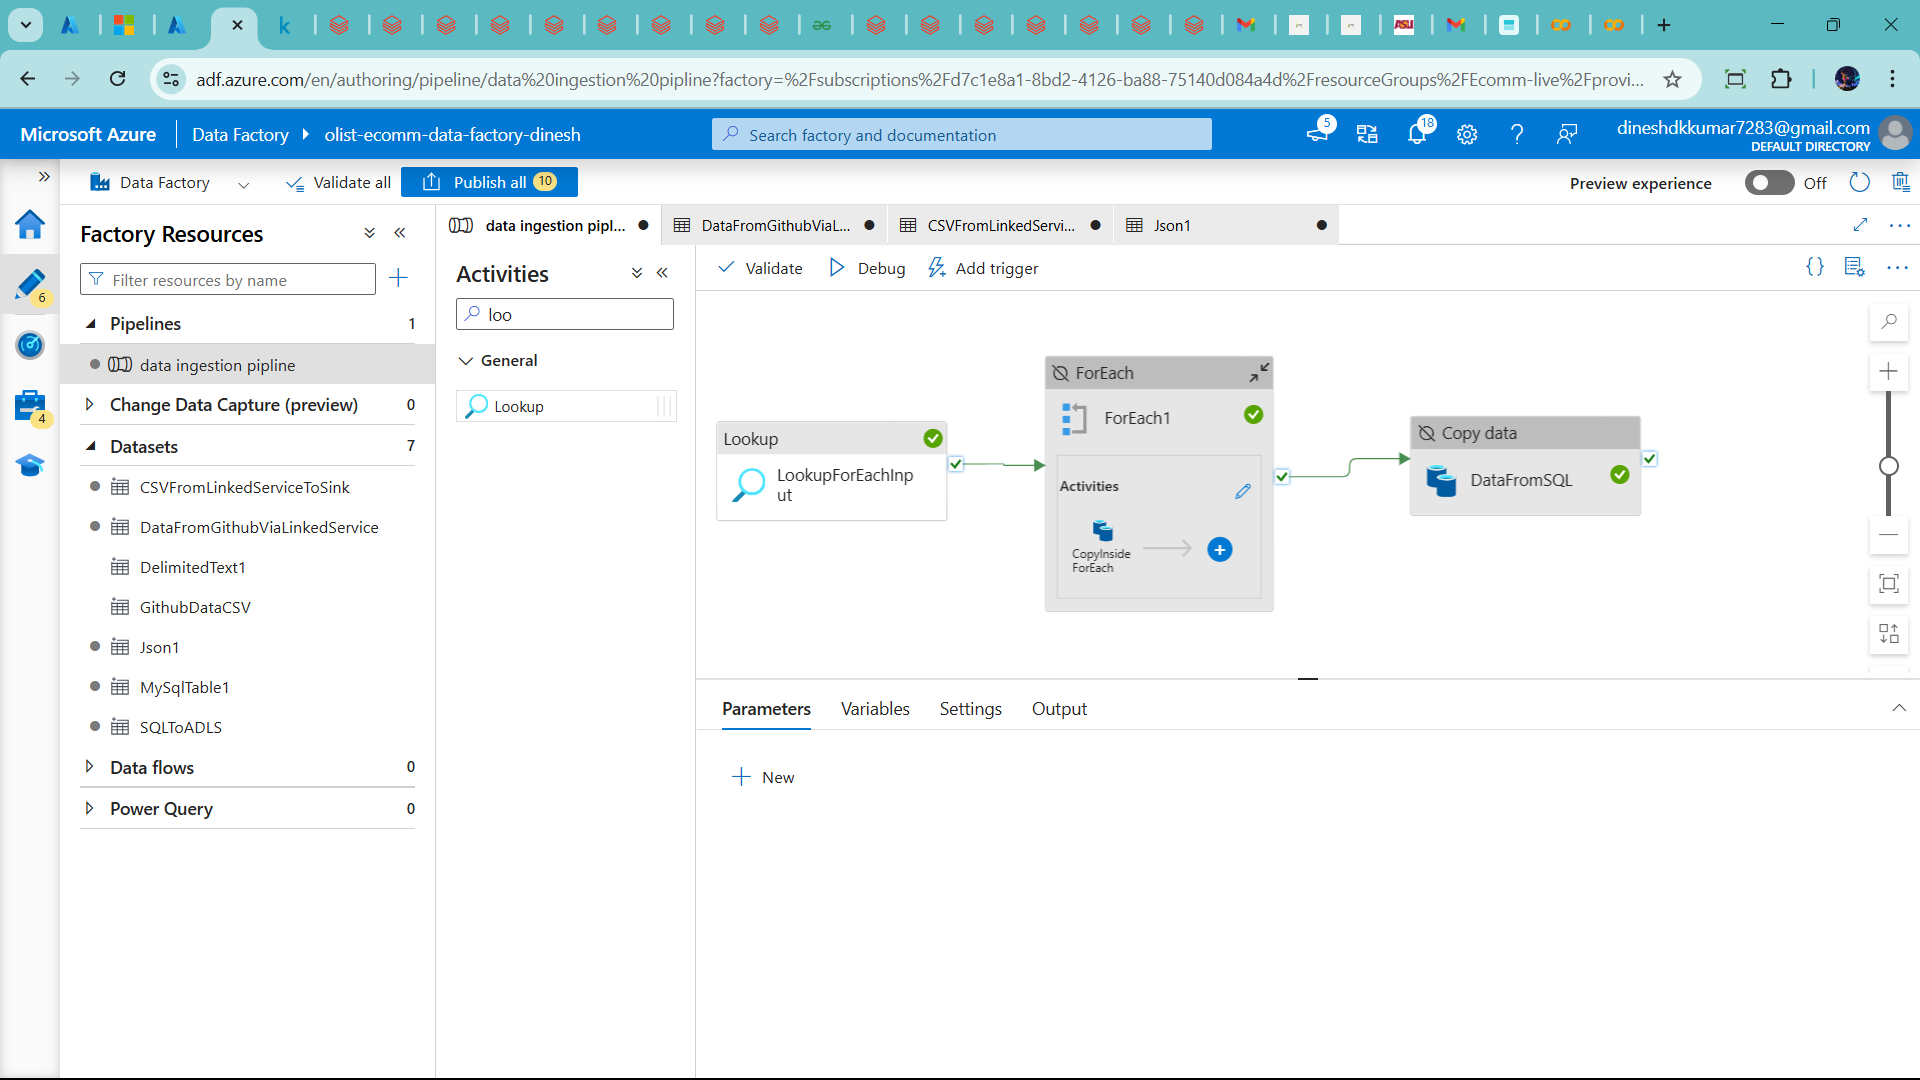 adf.azure.com/en/authoring/pipeline/data%20ingestion%20pipline?factory=%2Fsubscriptions%2Fd7c1e8a1-8bd2-4126-ba88-75140d084a4d%2FresourceGroups%2FEcomm-live%2Fprovi...
Microsoft Azure
Data Factory
olist-ecomm-data-factory-dinesh
Search factory and documentation
5
18
dineshdkkumar7283@gmail.com
DEFAULT DIRECTORY
Data Factory
Validate all
Publish all
10
Preview experience
Off
Factory Resources
Filter resources by name
6
4
Pipelines
1
data ingestion pipline
Change Data Capture (preview)
0
Datasets
7
CSVFromLinkedServiceToSink
DataFromGithubViaLinkedService
DelimitedText1
GithubDataCSV
Json1
MySqlTable1
SQLToADLS
Data flows
0
Power Query
0
data ingestion pipl...
DataFromGithubViaL...
CSVFromLinkedServi...
Json1
Activities
loo
General
Lookup
Validate
Debug
Add trigger
Lookup
LookupForEachInp
ut
ForEach
ForEach1
Activities
CopyInside
ForEach
Copy data
DataFromSQL
Parameters
Variables
Settings
Output
New